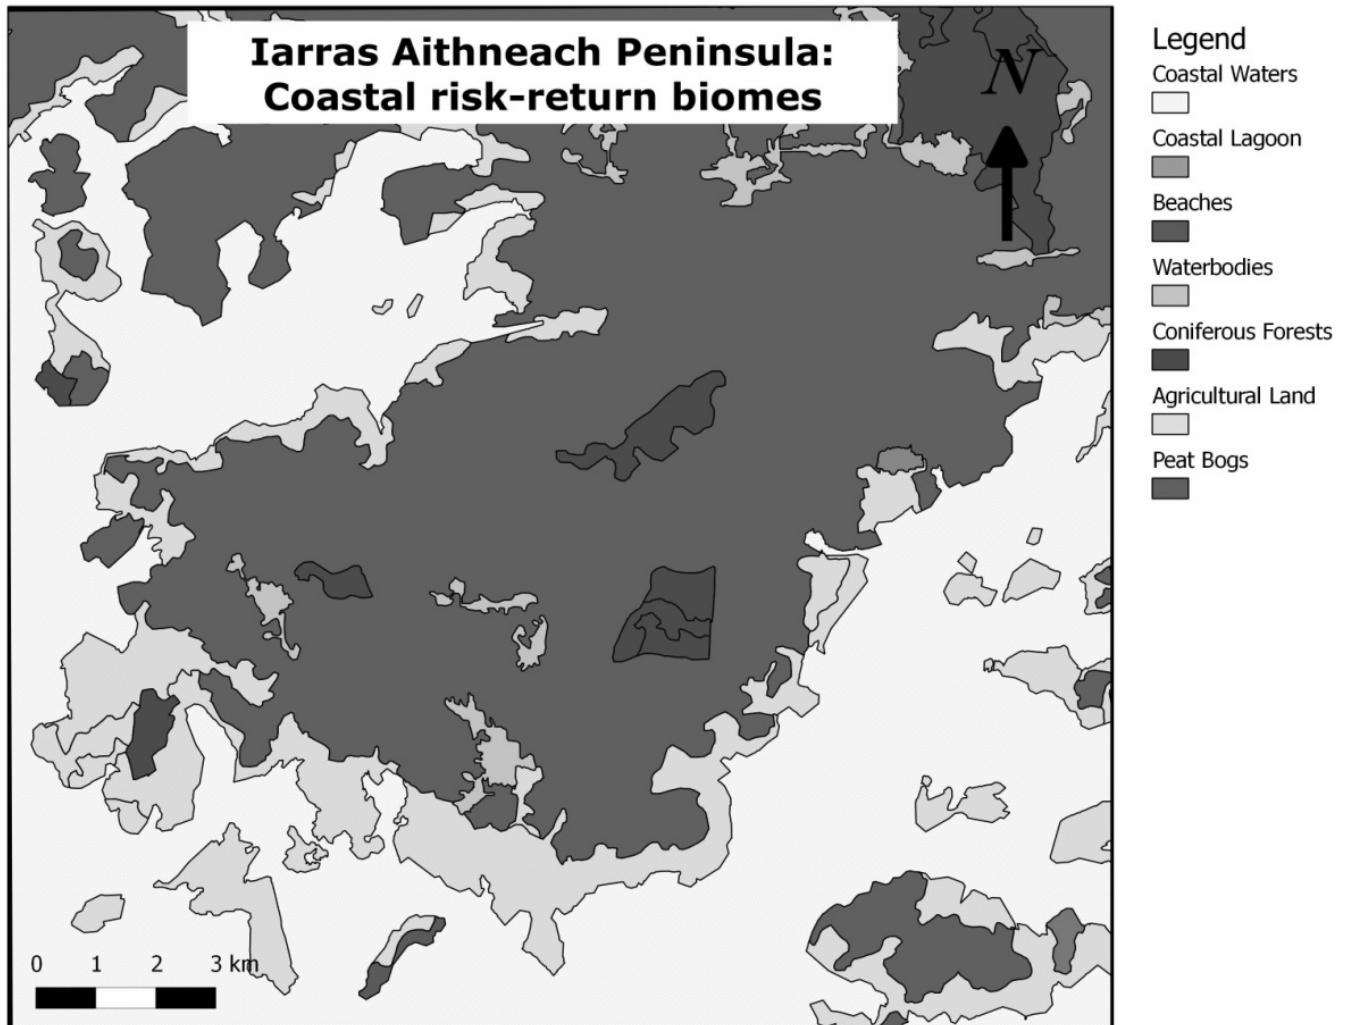 Iarras Aithneach Peninsula:
Coastal risk-return biomes
N
Legend
Coastal Waters
Coastal Lagoon
Beaches
Waterbodies
Coniferous Forests
Agricultural Land
Peat Bogs
0 1 2 3 km